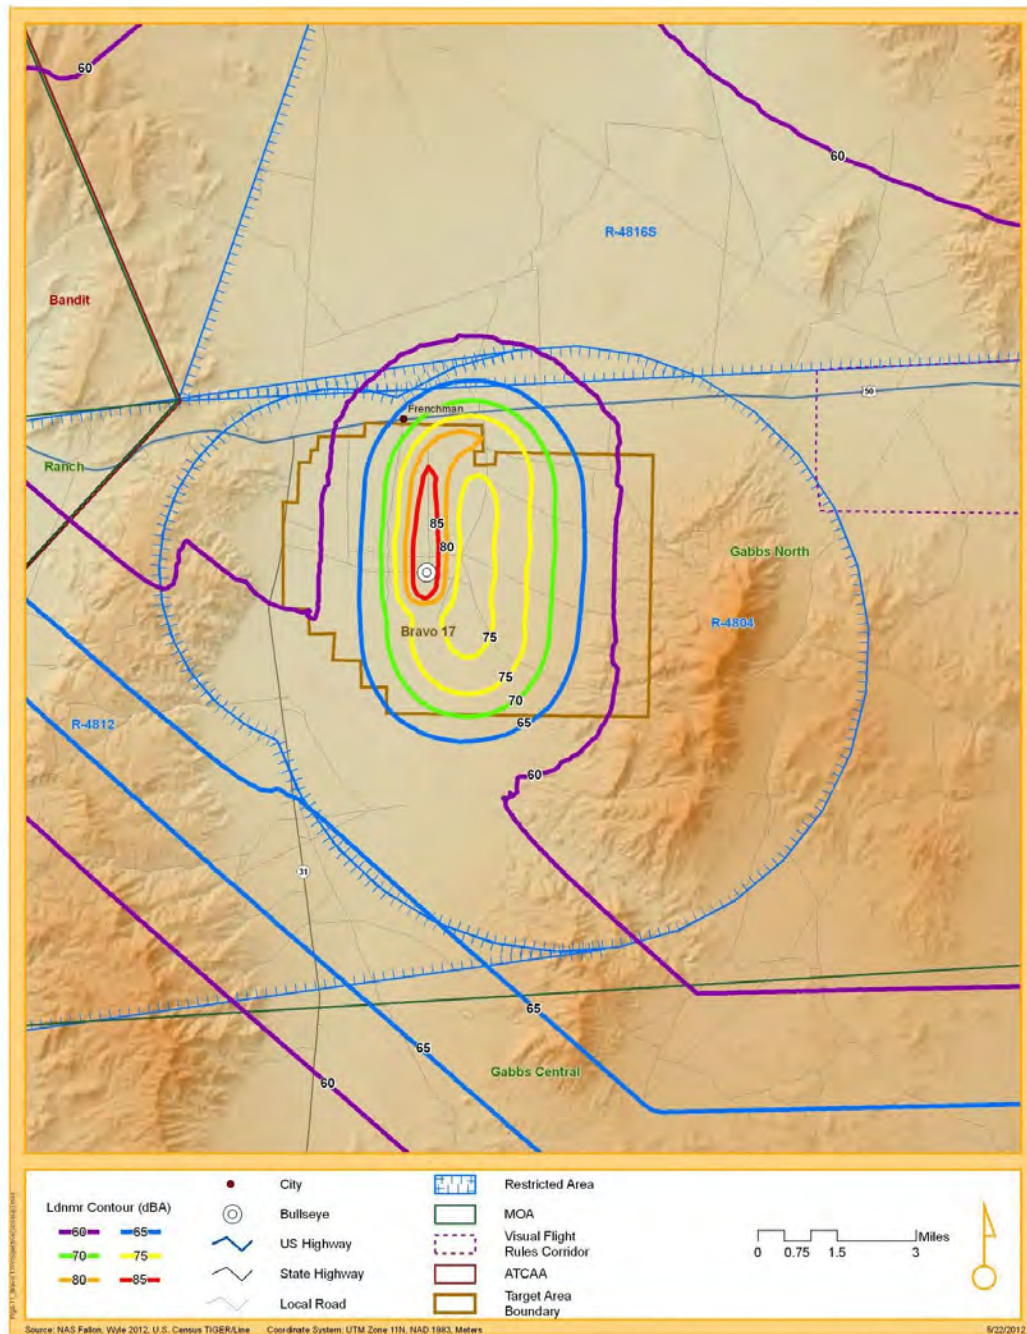 60
60
R-4816S
Bandit
50
Frenchman
Ranch
85
80
Gabbs North
R-4804
Bravo 17
75
75
70
65
R-4812
60
31
65
65
Gabbs Central
60
Ldnmr Contour (dBA)
60 65
70 75
80 85
City
Bullseye
US Highway
State Highway
Local Road
Restricted Area
MOA
Visual Flight
Rules Corridor
ATCAA
Target Area
Boundary
Miles
0 0.75 1.5 3
Source: NAS Fallon, Wyle 2012, U.S. Census TIGER/Line Coordinate System: UTM Zone 11N, NAD 1983, Meters
5/22/2012